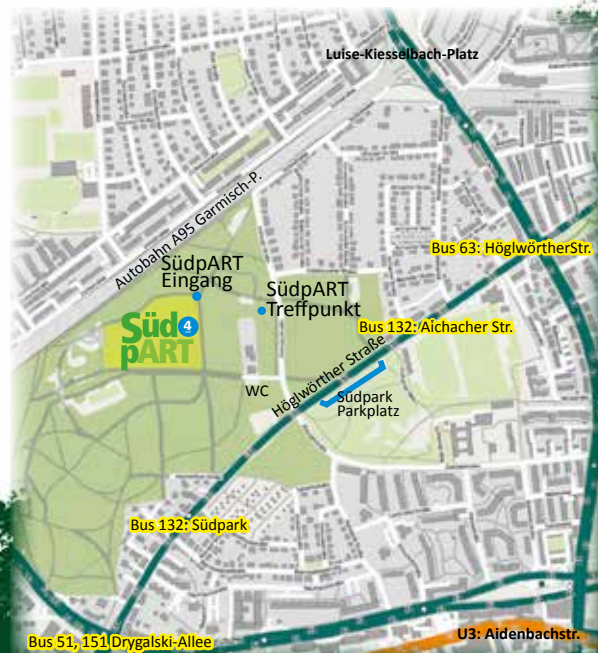 Luise-Kiesselbach-Platz
Autobahn A95 Garmisch-P.
Bus 63: HöglwörtherStr.
SüdpART
Eingang
SüdpART
Treffpunkt
Süd 4
pART
Bus 132: Aichacher Str.
Höglwörther Straße
WC
Südpark
Parkplatz
Bus 132: Südpark
U3: Aidenbachstr.
Bus 51, 151 Drygalski-Allee